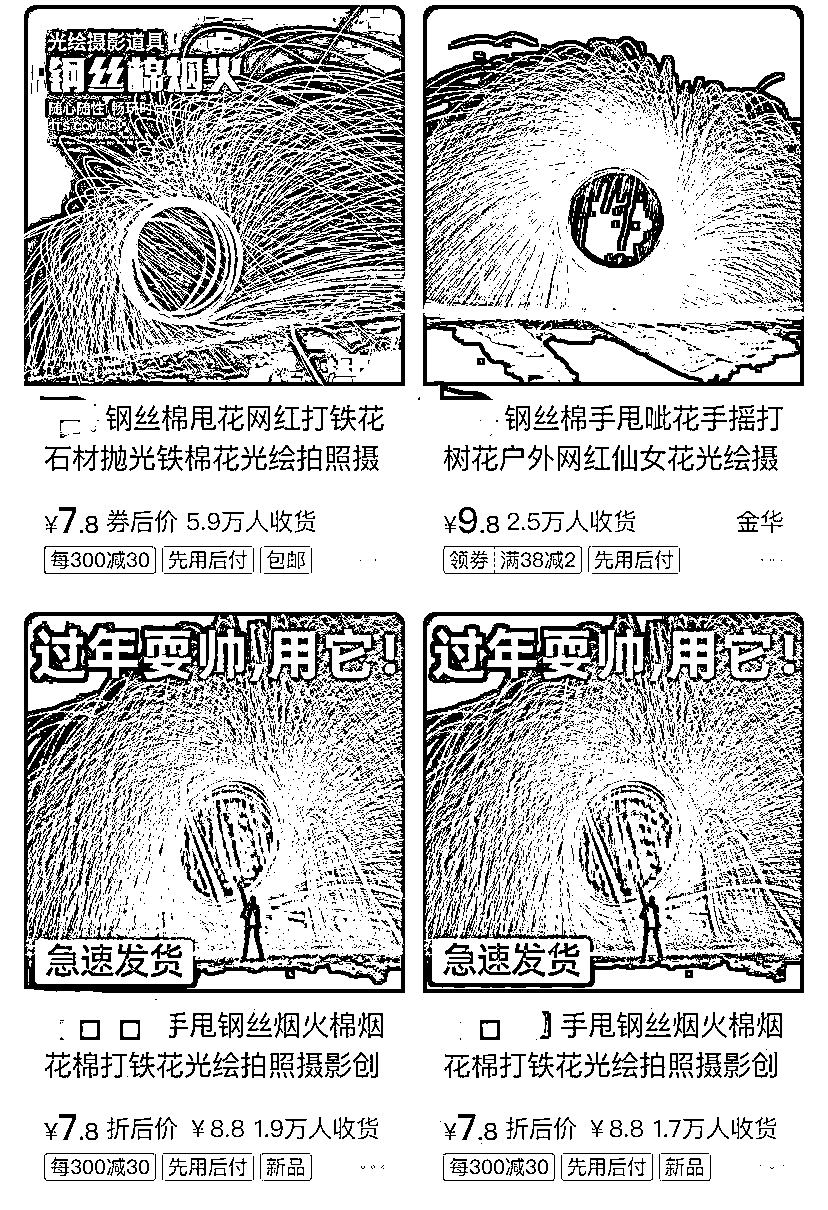 光绘摄影道具
钢丝棉烟火
随心随性 畅玩时光
钢丝棉甩花网红打铁花
石材抛光铁棉花光绘拍照摄
¥7.8 券后价 5.9万人收货
每300减30 先用后付 包邮
钢丝棉手甩呲花手摇打
树花户外网红仙女花光绘摄
¥9.8 2.5万人收货 金华
领券 满38减2 先用后付
过年耍帅,用它!
急速发货
手甩钢丝烟火棉烟
花棉打铁花光绘拍照摄影创
¥7.8 折后价 ¥8.8 1.9万人收货
每300减30 先用后付 新品
过年耍帅,用它!
急速发货
手甩钢丝烟火棉烟
花棉打铁花光绘拍照摄影创
¥7.8 折后价 ¥8.8 1.7万人收货
每300减30 先用后付 新品